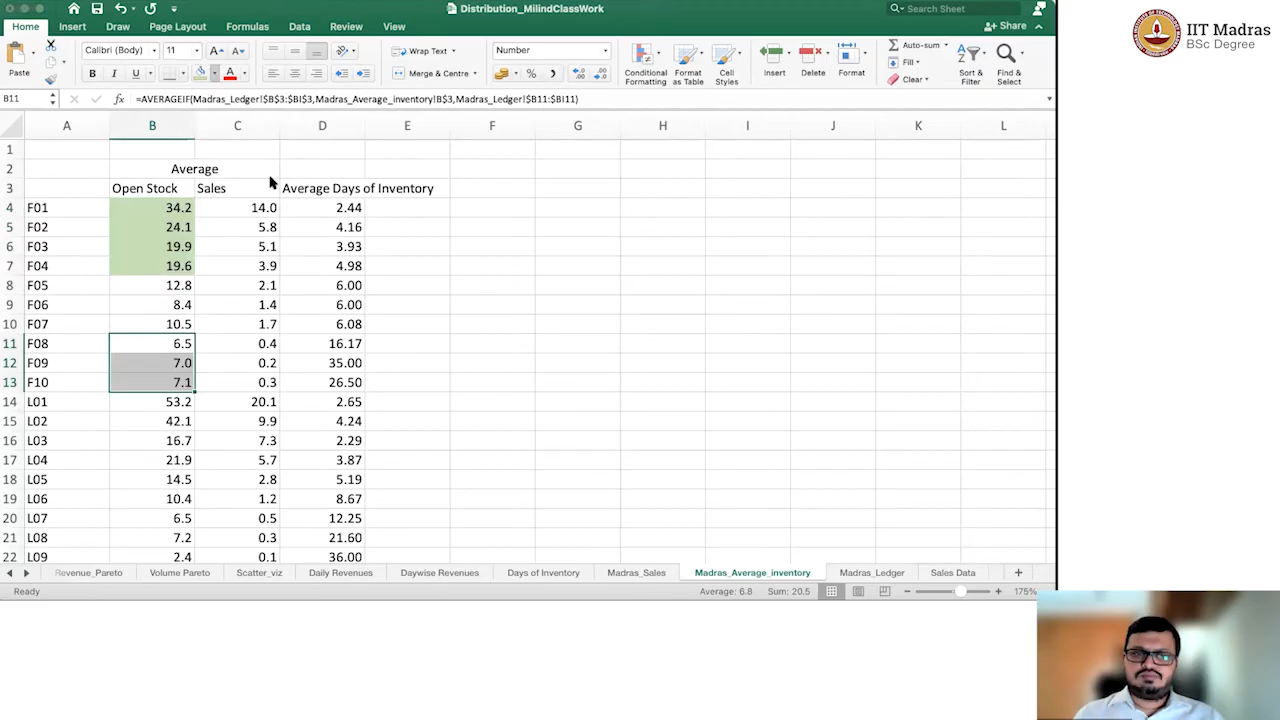 Distribution_MilindClassWork
Search Sheet
Home Insert Draw Page Layout Formulas Data Review View
Share
Paste
Calibri (Body) 11
A A
B I U
A
Wrap Text
Merge & Centre
Number
%
Conditional Formatting
Format as Table
Cell Styles
Insert
Delete
Format
Auto-sum
Fill
Clear
Sort & Filter
Find & Select
IIT Madras
BSc Degree
B11 fx =AVERAGEIF(Madras_Ledger!$B$3:$BI$3,Madras_Average_inventory!B$3,Madras_Ledger!$B11:$BI11)
A B C D E F G H I J K L
1
2 Average
3 Open Stock Sales Average Days of Inventory
4 F01 34.2 14.0 2.44
5 F02 24.1 5.8 4.16
6 F03 19.9 5.1 3.93
7 F04 19.6 3.9 4.98
8 F05 12.8 2.1 6.00
9 F06 8.4 1.4 6.00
10 F07 10.5 1.7 6.08
11 F08 6.5 0.4 16.17
12 F09 7.0 0.2 35.00
13 F10 7.1 0.3 26.50
14 L01 53.2 20.1 2.65
15 L02 42.1 9.9 4.24
16 L03 16.7 7.3 2.29
17 L04 21.9 5.7 3.87
18 L05 14.5 2.8 5.19
19 L06 10.4 1.2 8.67
20 L07 6.5 0.5 12.25
21 L08 7.2 0.3 21.60
22 L09 2.4 0.1 36.00
Revenue_Pareto Volume Pareto Scatter_viz Daily Revenues Daywise Revenues Days of Inventory Madras_Sales Madras_Average_inventory Madras_Ledger Sales Data +
Ready Average: 6.8 Sum: 20.5 175%